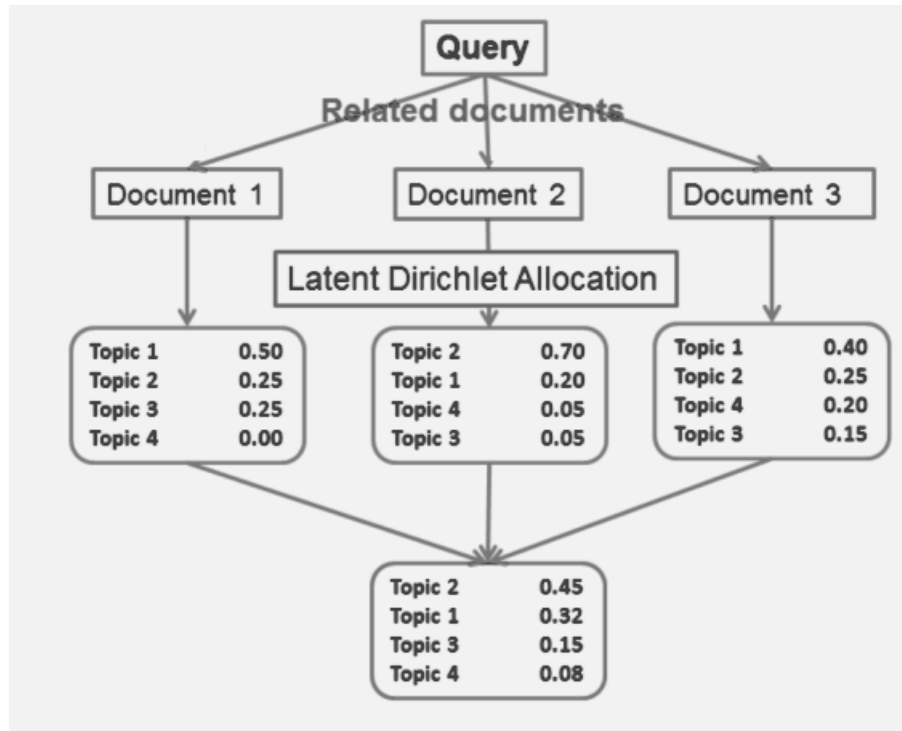 Query
Related documents
Document 1
Document 2
Document 3
Latent Dirichlet Allocation
Topic 1 0.50
Topic 2 0.25
Topic 3 0.25
Topic 4 0.00
Topic 2 0.70
Topic 1 0.20
Topic 4 0.05
Topic 3 0.05
Topic 1 0.40
Topic 2 0.25
Topic 4 0.20
Topic 3 0.15
Topic 2 0.45
Topic 1 0.32
Topic 3 0.15
Topic 4 0.08